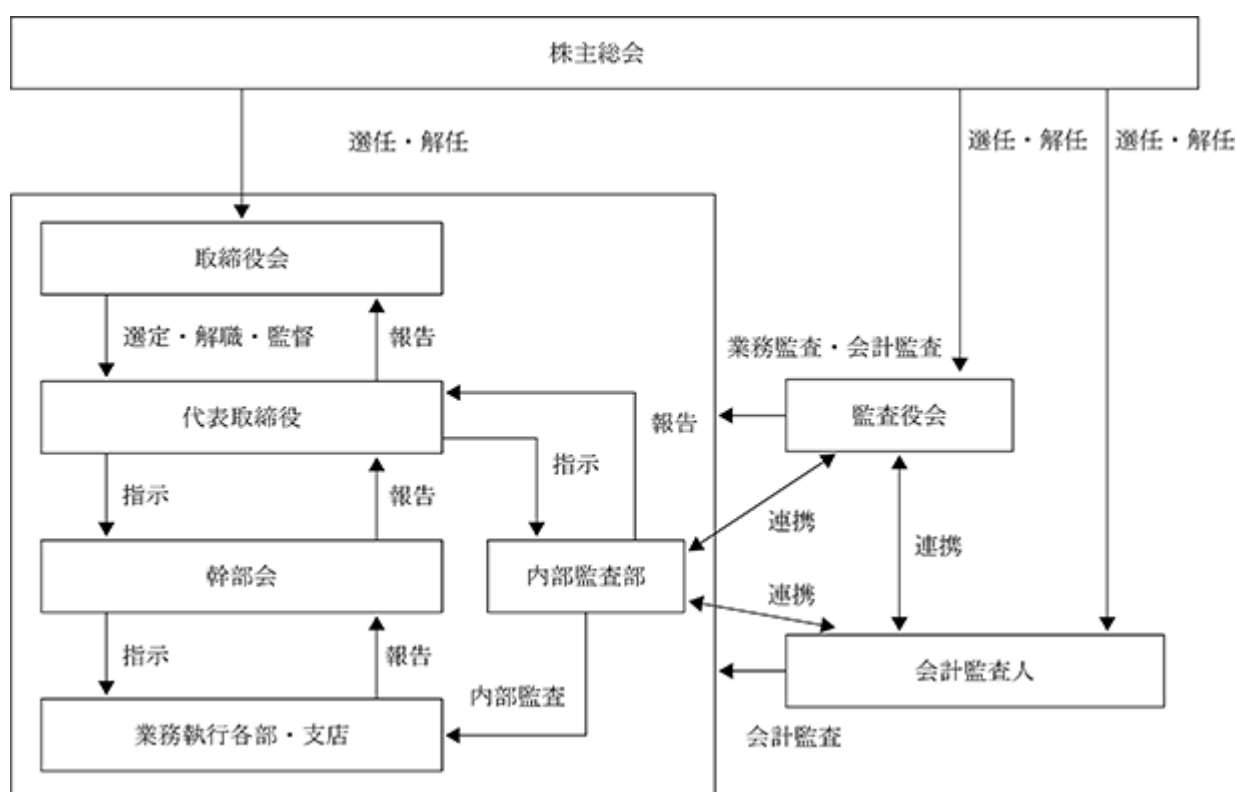 株主総会
選任・解任
選任・解任
選任・解任
取締役会
選定・解職・監督
報告
業務監査・会計監査
代表取締役
監査役会
報告
指示
指示
報告
連携
連携
幹部会
内部監査部
連携
指示
報告
会計監査人
内部監査
業務執行各部・支店
会計監査